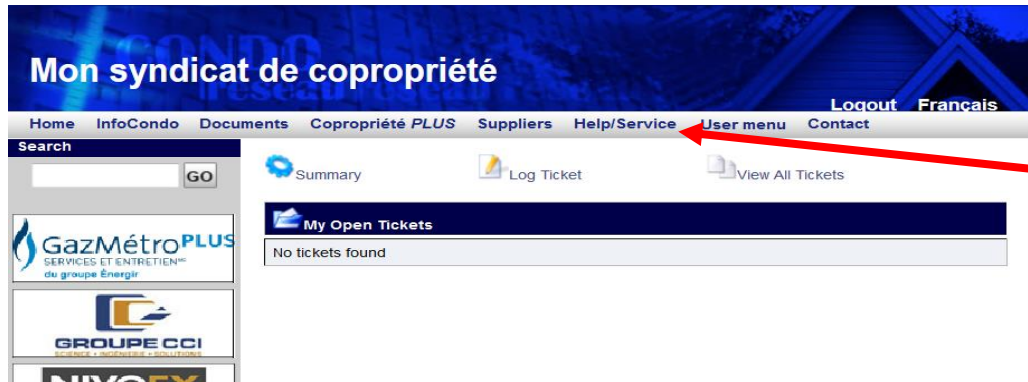 Mon syndicat de copropriété
Logout Français
Home InfoCondo Documents Copropriété PLUS Suppliers Help/Service User menu Contact
Search
GO
Summary Log Ticket View All Tickets
My Open Tickets
No tickets found
GazMétro PLUS
SERVICES ET ENTRETIEN MC
du groupe Énergir
GROUPE CCI
SCIENCE + INGÉNIERIE + SOLUTIONS